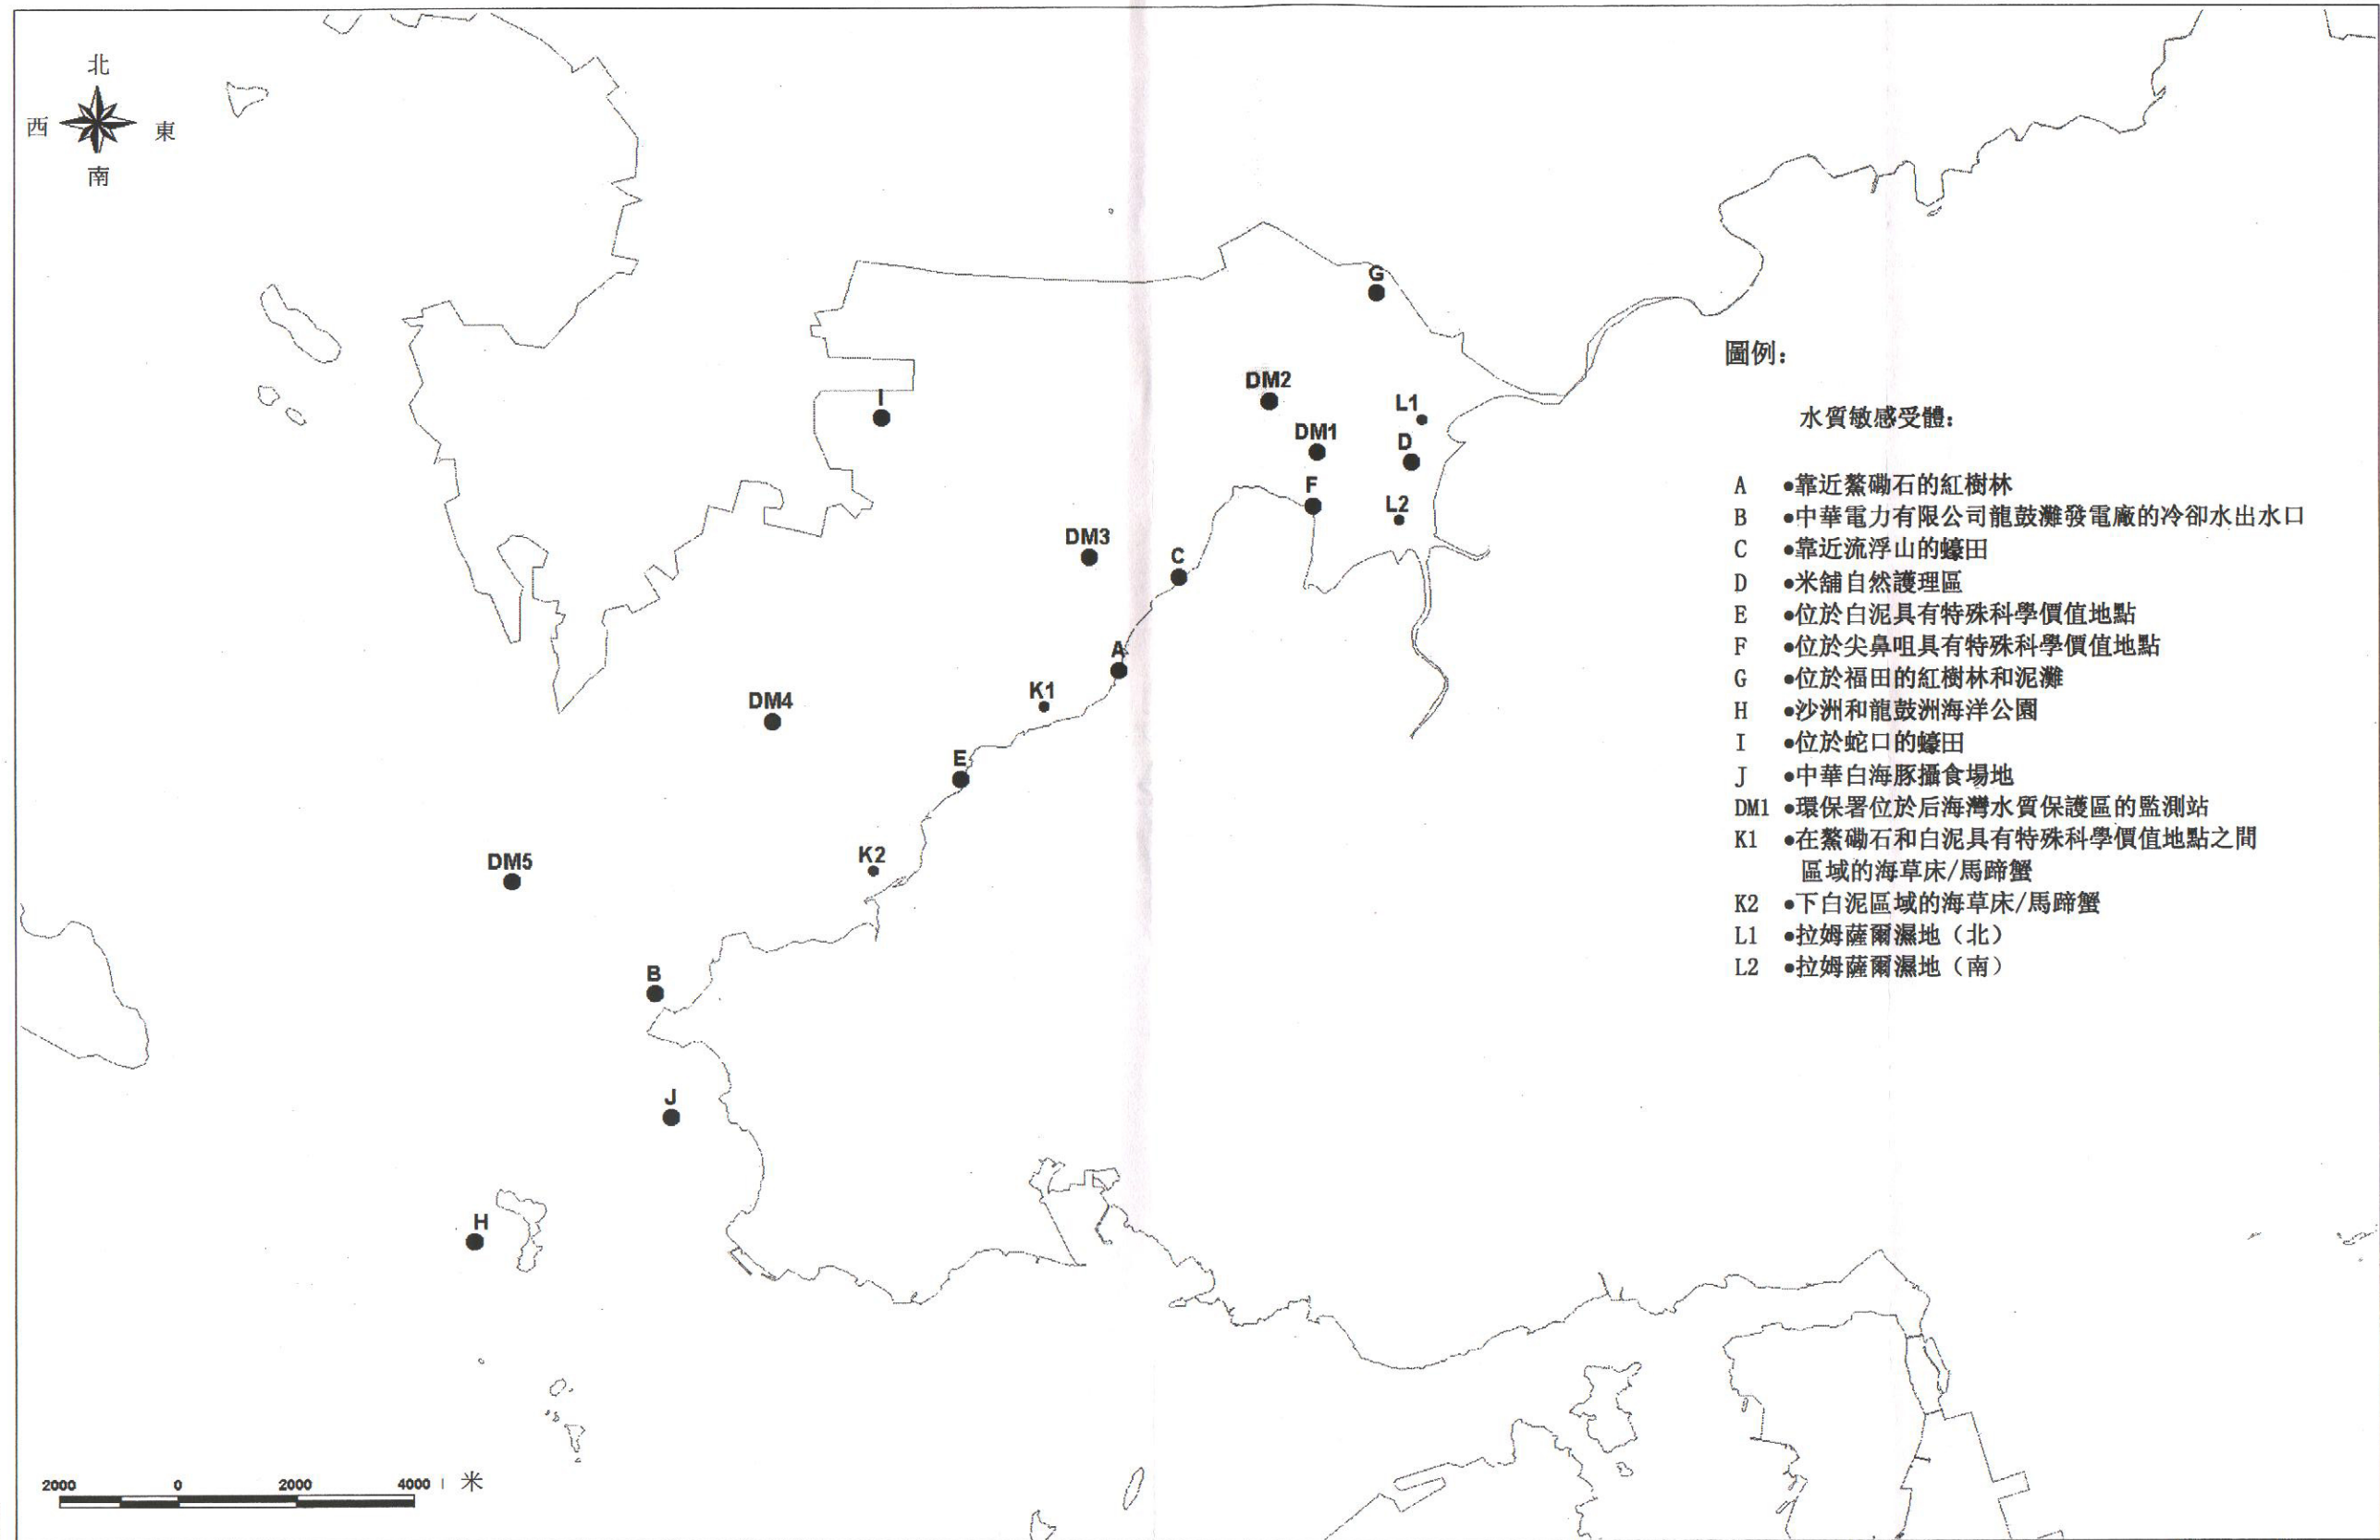 北
西
東
南
G
DM2
I
L1
DM1
D
F
L2
DM3
C
A
K1
DM4
E
K2
DM5
B
J
H
圖例：
水質敏感受體：
A •靠近鰲磡石的紅樹林
B •中華電力有限公司龍鼓灘發電廠的冷卻水出水口
C •靠近流浮山的蠔田
D •米舖自然護理區
E •位於白泥具有特殊科學價值地點
F •位於尖鼻咀具有特殊科學價值地點
G •位於福田的紅樹林和泥灘
H •沙洲和龍鼓洲海洋公園
I •位於蛇口的蠔田
J •中華白海豚攝食場地
DM1 •環保署位於后海灣水質保護區的監測站
K1 •在鰲磡石和白泥具有特殊科學價值地點之間
區域的海草床/馬蹄蟹
K2 •下白泥區域的海草床/馬蹄蟹
L1 •拉姆薩爾濕地（北）
L2 •拉姆薩爾濕地（南）
2000 0 2000 4000 米